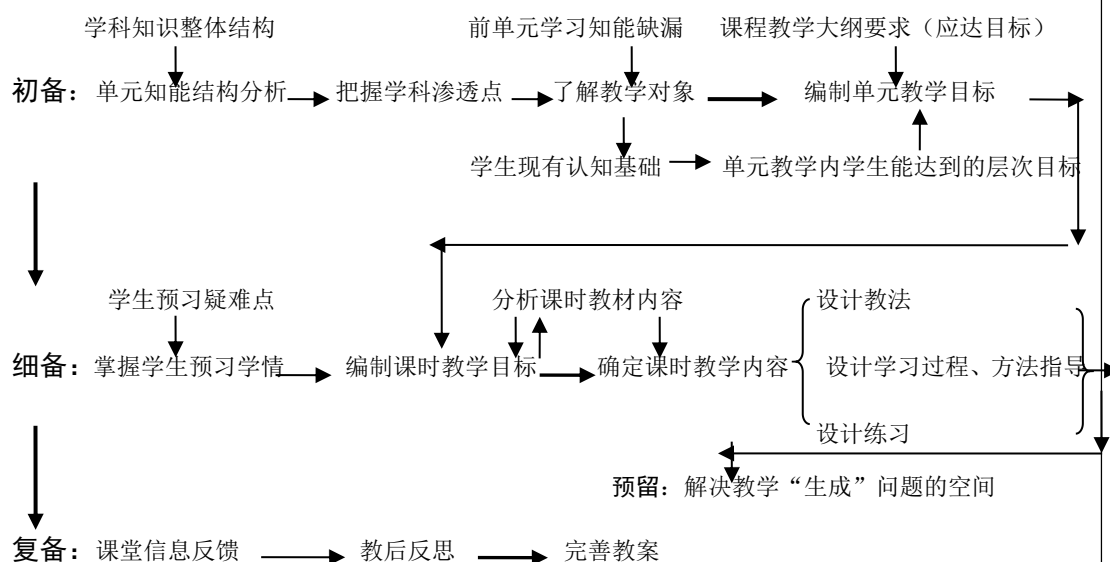 学科知识整体结构 前单元学习知能缺漏 课程教学大纲要求（应达目标）
初备：单元知能结构分析 把握学科渗透点 了解教学对象 编制单元教学目标
学生现有认知基础 单元教学内学生能达到的层次目标
学生预习疑难点 分析课时教材内容 设计教法
细备：掌握学生预习学情 编制课时教学目标 确定课时教学内容 设计学习过程、方法指导
设计练习
预留：解决教学“生成”问题的空间
复备：课堂信息反馈 教后反思 完善教案